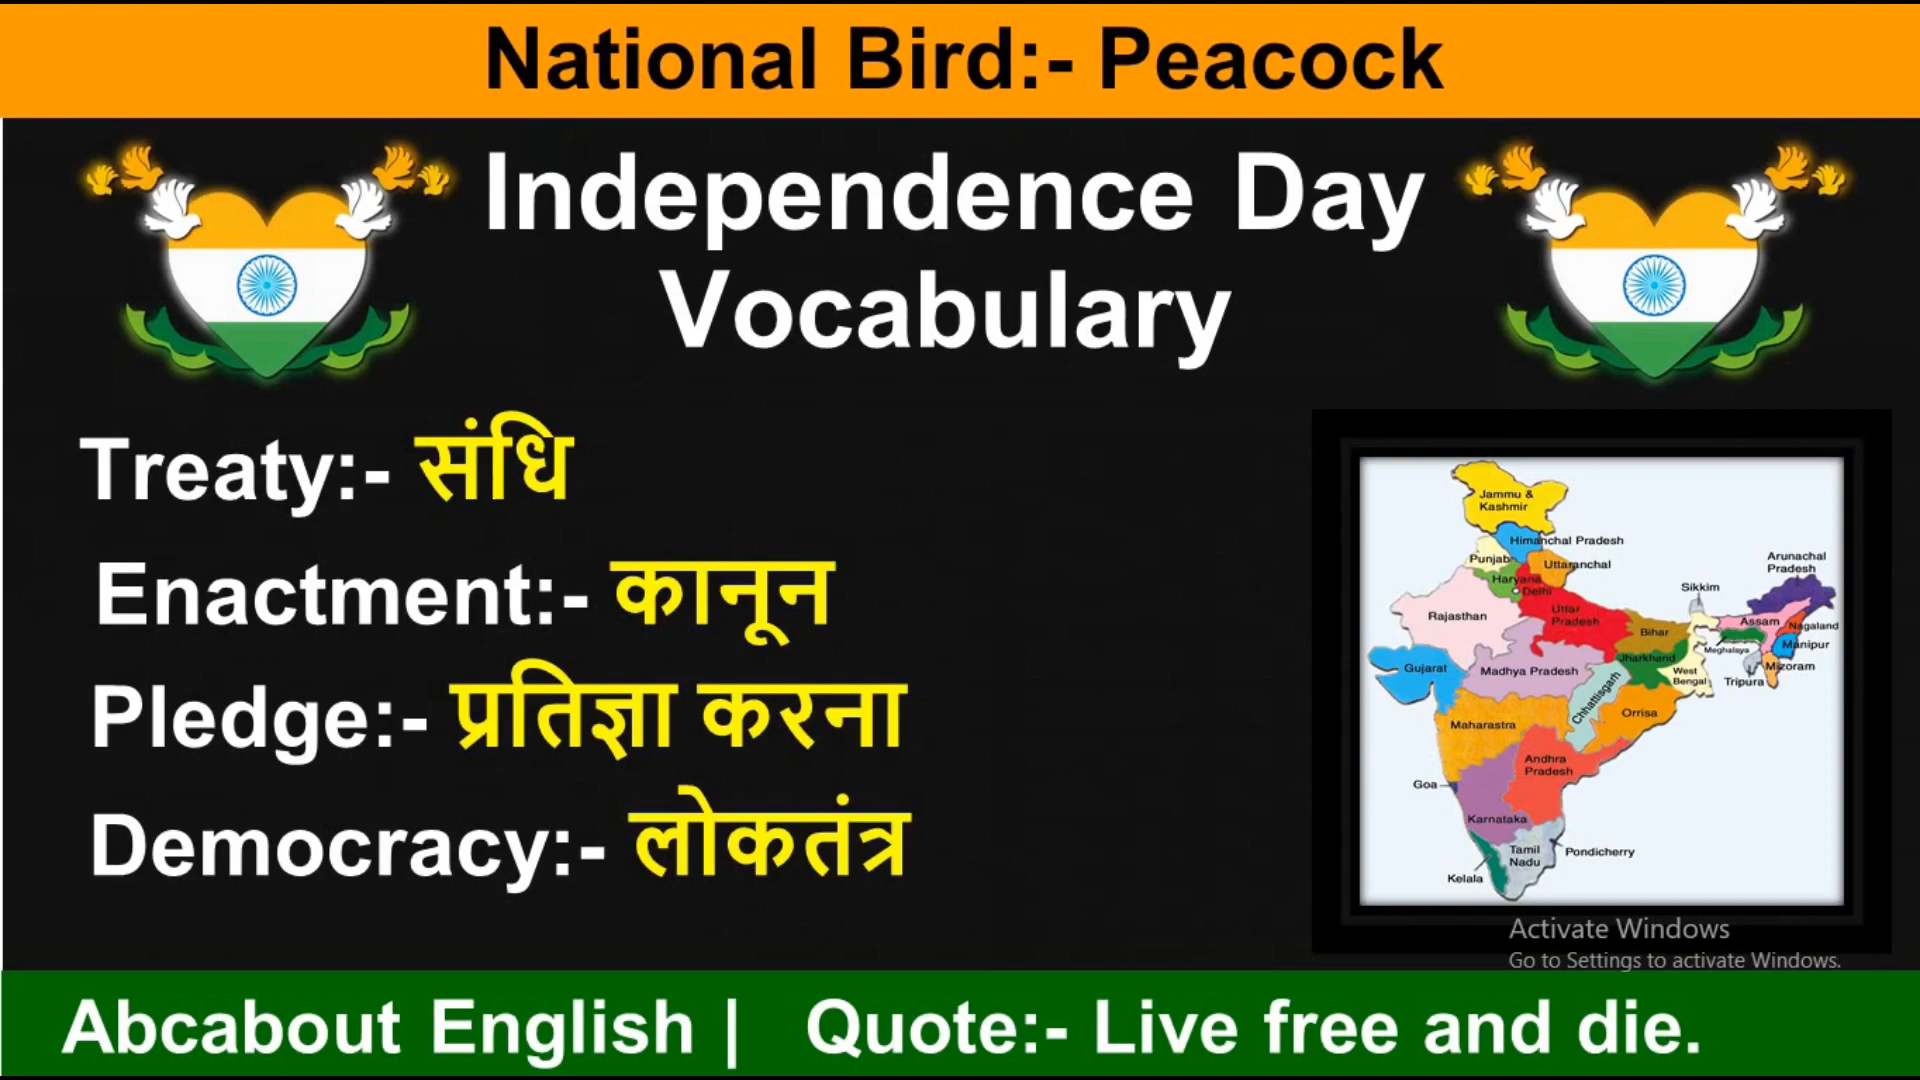 National Bird:- Peacock
Independence Day
Vocabulary
Treaty:- संधि
Enactment:- कानून
Pledge:- प्रतिज्ञा करना
Democracy:- लोकतंत्र
Jammu &
Kashmir
Himanchal Pradesh
Punjab
Uttaranchal
Haryana
Delhi
Arunachal
Pradesh
Sikkim
Rajasthan
Uttar
Pradesh
Bihar
Assam
Nagaland
Manipur
Meghalaya
Mizoram
Tripura
Gujarat
Madhya Pradesh
Jharkhand
West
Bengal
Chhattisgarh
Orrisa
Maharastra
Andhra
Pradesh
Goa
Karnataka
Tamil
Nadu
Pondicherry
Kelala
Activate Windows
Go to Settings to activate Windows.
Abcabout English | Quote:- Live free and die.